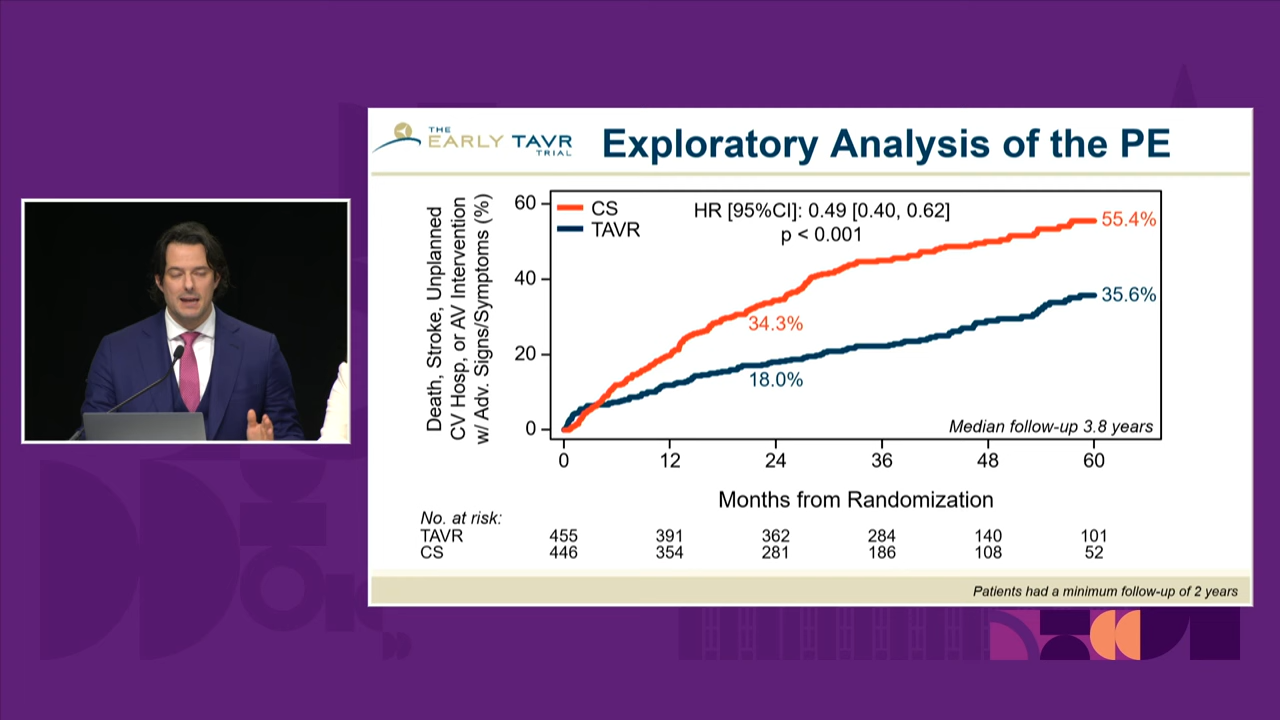 THE
EARLY TAVR
TRIAL
Exploratory Analysis of the PE
Death, Stroke, Unplanned
CV Hosp, or AV Intervention
w/ Adv. Signs/Symptoms (%)
60
40
20
0
CS
TAVR
HR [95%CI]: 0.49 [0.40, 0.62]
p < 0.001
55.4%
35.6%
34.3%
18.0%
Median follow-up 3.8 years
0 12 24 36 48 60
Months from Randomization
No. at risk:
TAVR 455 391 362 284 140 101
CS 446 354 281 186 108 52
Patients had a minimum follow-up of 2 years